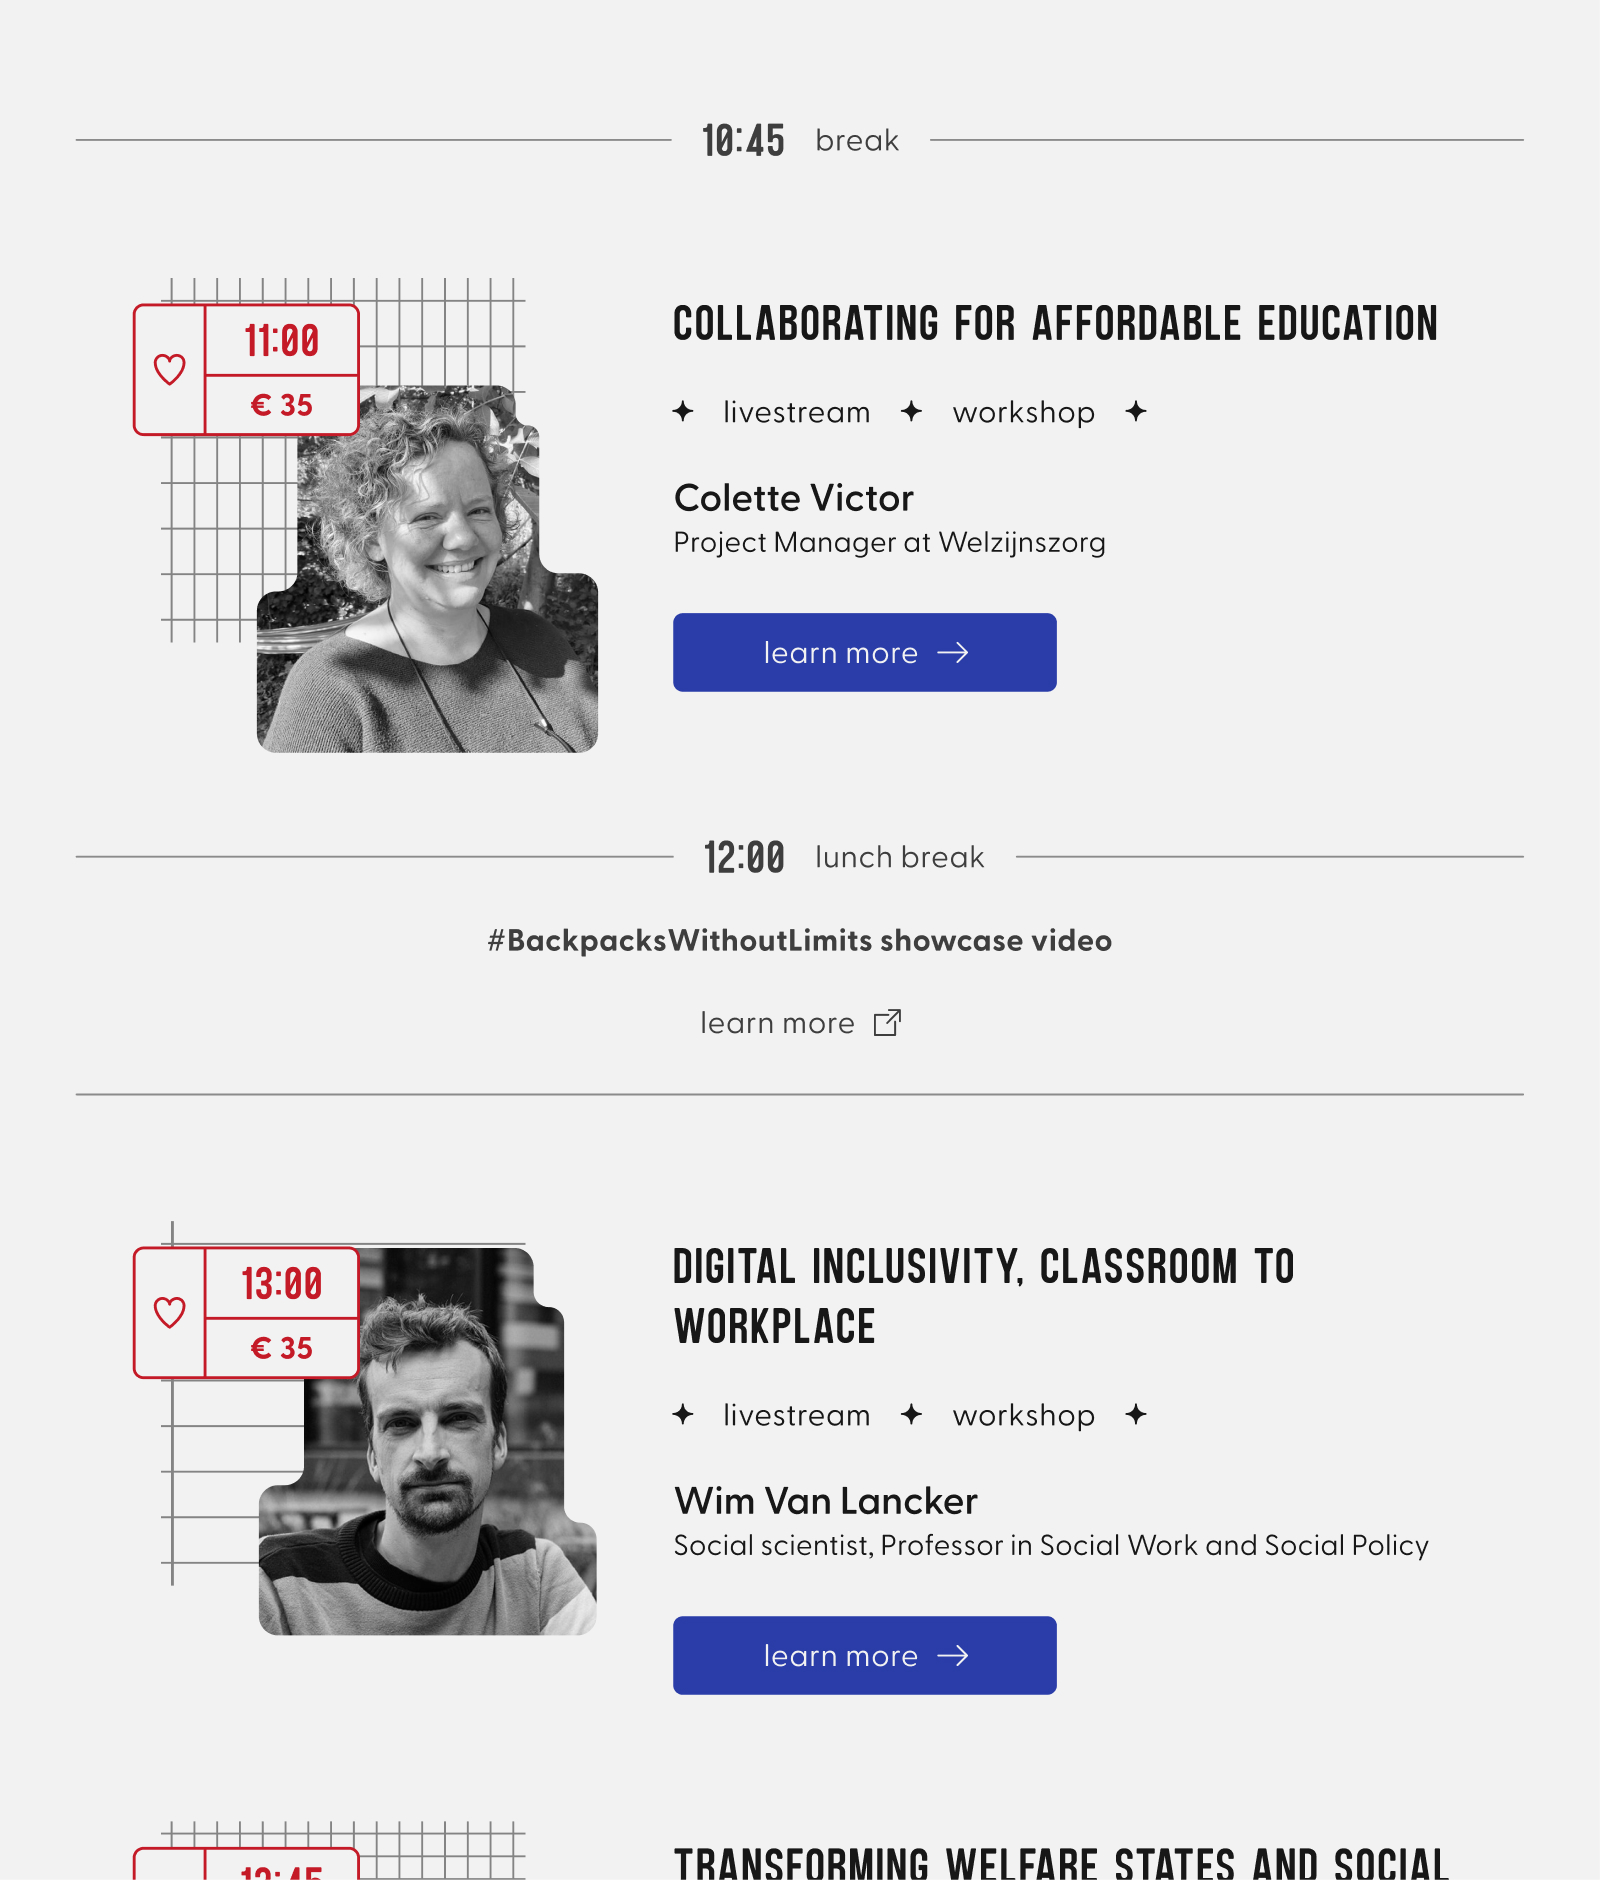 10:45 break
11:00
€ 35
COLLABORATING FOR AFFORDABLE EDUCATION
livestream workshop
Colette Victor
Project Manager at Welzijnszorg
learn more
12:00 lunch break
#BackpacksWithoutLimits showcase video
learn more
13:00
€ 35
DIGITAL INCLUSIVITY, CLASSROOM TO
WORKPLACE
livestream workshop
Wim Van Lancker
Social scientist, Professor in Social Work and Social Policy
learn more
TRANSFORMING WELFARE STATES AND SOCIAL